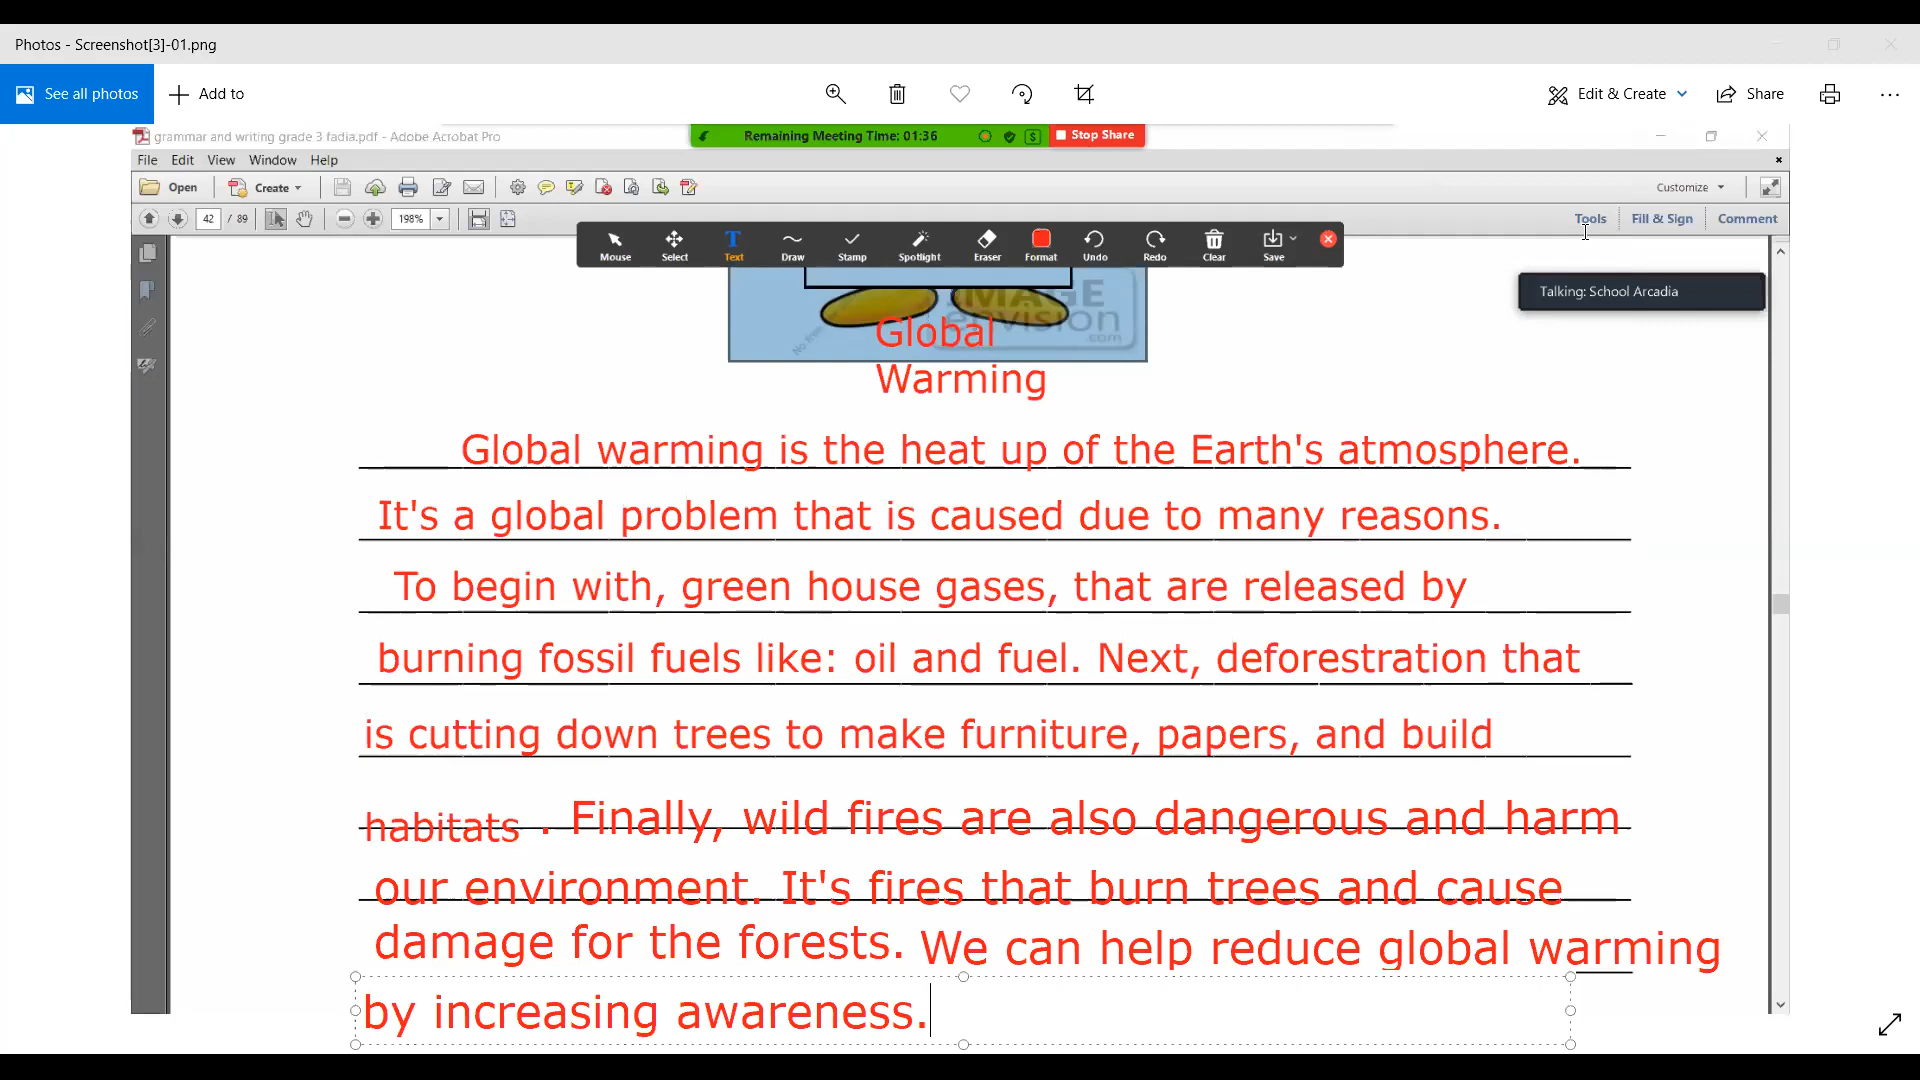 Photos - Screenshot[3]-01.png
See all photos
Add to
Edit & Create
Share
grammar and writing grade 3 fadia.pdf - Adobe Acrobat Pro
Remaining Meeting Time: 01:36
Stop Share
File Edit View Window Help
Open
Create
Customize
42 / 89
198%
Tools
Fill & Sign
Comment
Mouse
Select
Text
Draw
Stamp
Spotlight
Eraser
Format
Undo
Redo
Clear
Save
Talking: School Arcadia
IMAGE
envision
.com
Global
Warming
Global warming is the heat up of the Earth's atmosphere.
It's a global problem that is caused due to many reasons.
To begin with, green house gases, that are released by
burning fossil fuels like: oil and fuel. Next, deforestration that
is cutting down trees to make furniture, papers, and build
habitats . Finally, wild fires are also dangerous and harm
our environment. It's fires that burn trees and cause
damage for the forests. We can help reduce global warming
by increasing awareness.